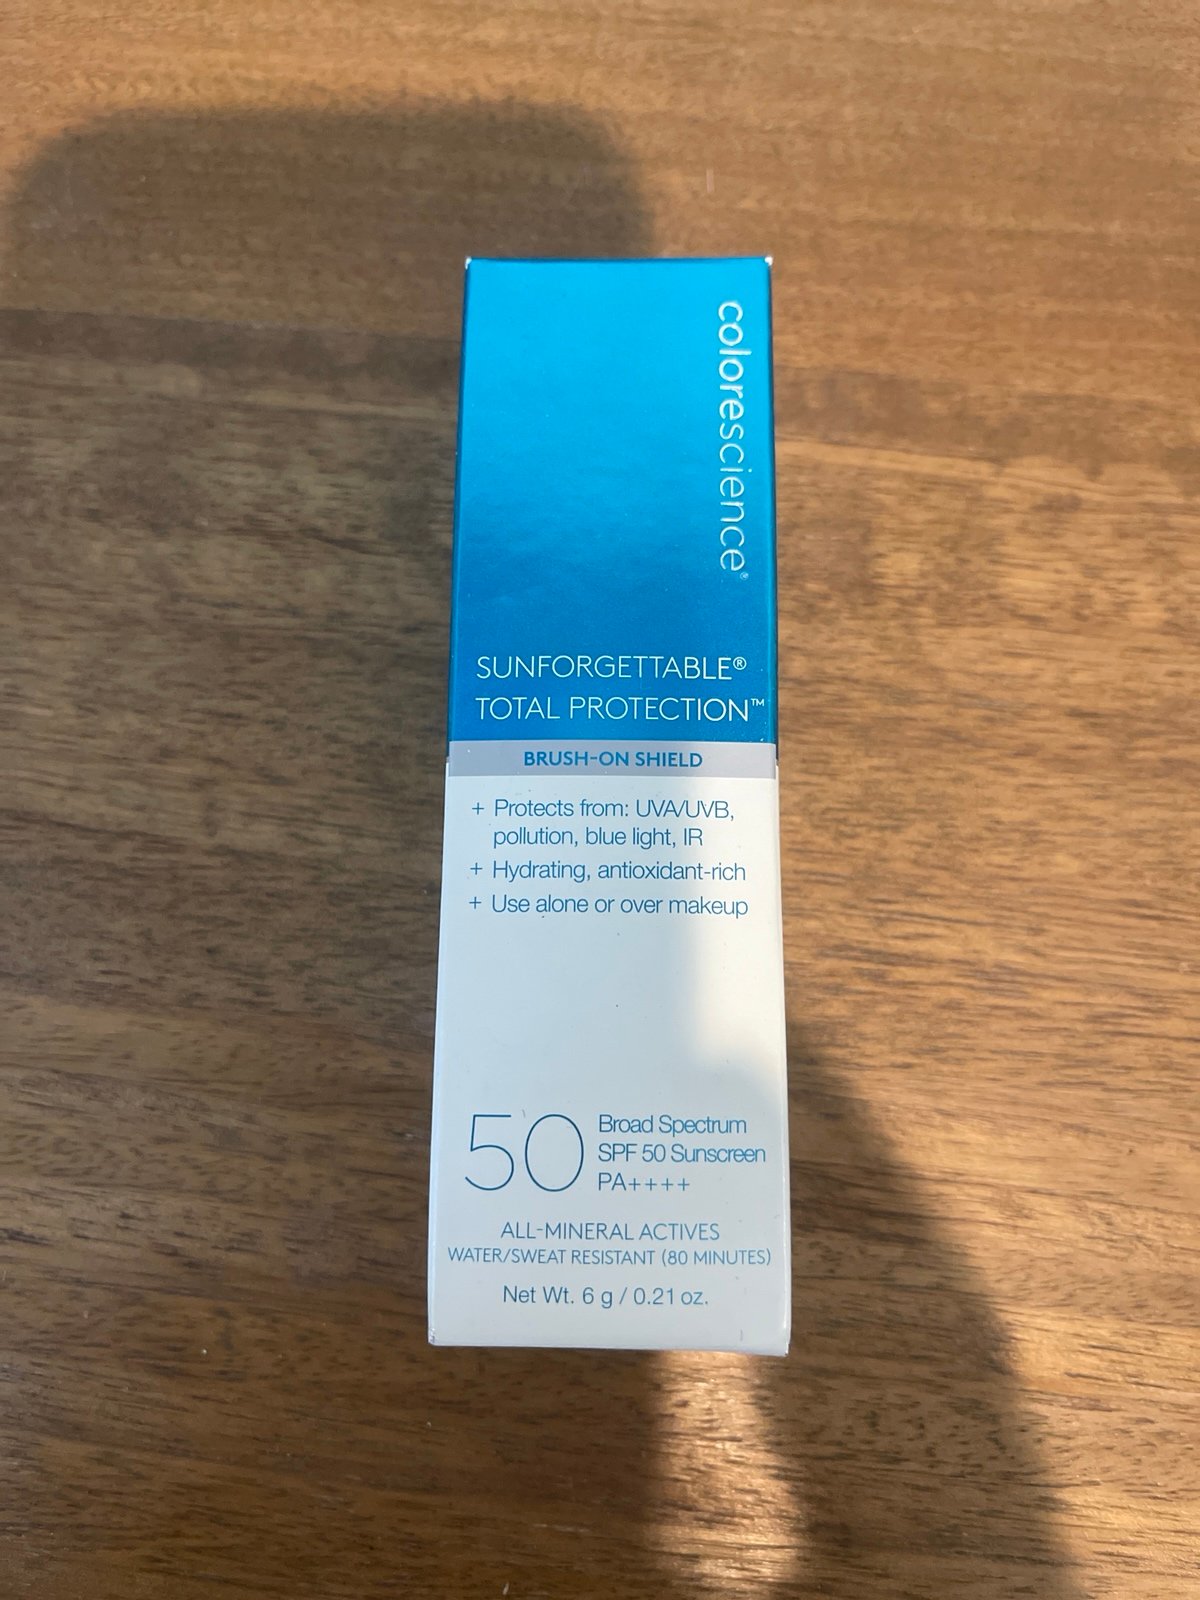 colorescience®
SUNFORGETTABLE®
TOTAL PROTECTION™
BRUSH-ON SHIELD
+ Protects from: UVA/UVB,
pollution, blue light, IR
+ Hydrating, antioxidant-rich
+ Use alone or over makeup
50
Broad Spectrum
SPF 50 Sunscreen
PA++++
ALL-MINERAL ACTIVES
WATER/SWEAT RESISTANT (80 MINUTES)
Net Wt. 6 g / 0.21 oz.